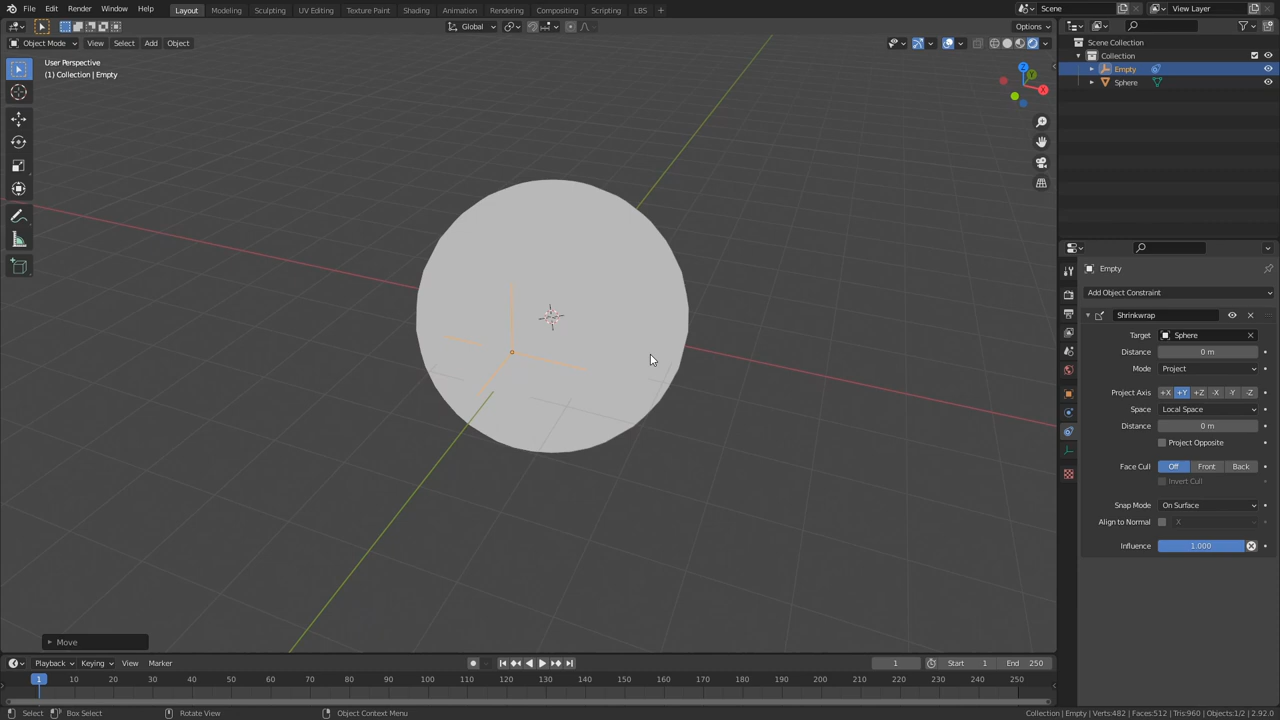 File Edit Render Window Help Layout Modeling Sculpting UV Editing Texture Paint Shading Animation Rendering Compositing Scripting LBS + Scene View Layer
Global Options
Object Mode View Select Add Object
User Perspective
(1) Collection | Empty
Z
Y
X
Scene Collection
Collection
Empty
Sphere
Empty
Add Object Constraint
Shrinkwrap
Target Sphere
Distance 0 m
Mode Project
Project Axis +X +Y +Z -X -Y -Z
Space Local Space
Distance 0 m
Project Opposite
Face Cull Off Front Back
Invert Cull
Snap Mode On Surface
Align to Normal X
Influence 1.000
Move
Playback Keying View Marker 1 Start 1 End 250
1 10 20 30 40 50 60 70 80 90 100 110 120 130 140 150 160 170 180 190 200 210 220 230 240 250
Select Box Select Rotate View Object Context Menu Collection | Empty | Verts:482 | Faces:512 | Tris:960 | Objects:1/2 | 2.92.0